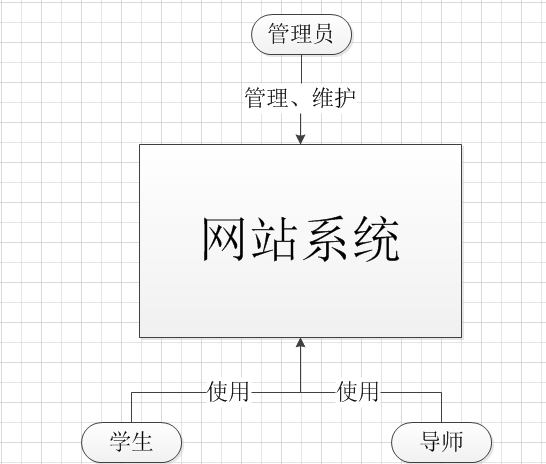 管理员
管理、维护
网站系统
使用 使用
学生 导师